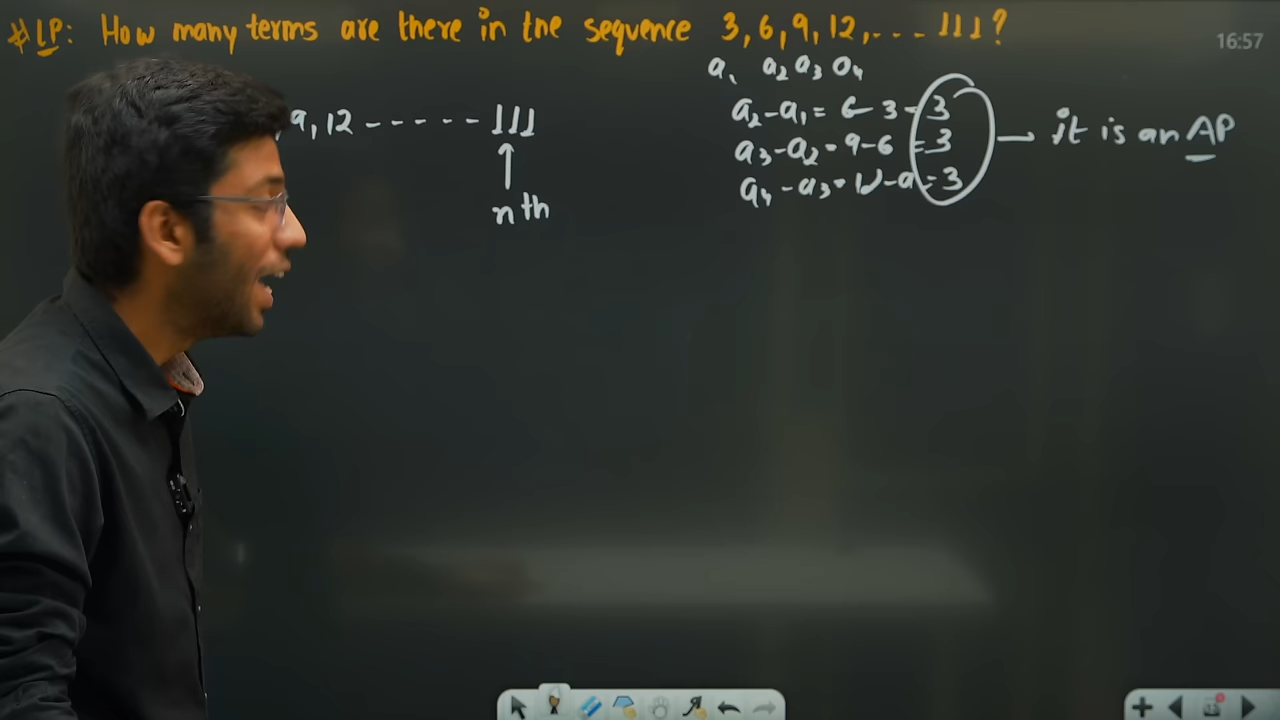 # LP: How many terms are there in the sequence 3, 6, 9, 12, --- 111?
16:57
a₁ a₂ a₃ a₄
9, 12 ------ 111
nth
a₂-a₁ = 6-3 = 3
a₃-a₂ = 9-6 = 3
a₄-a₃ = 12-9 = 3
→ it is an AP